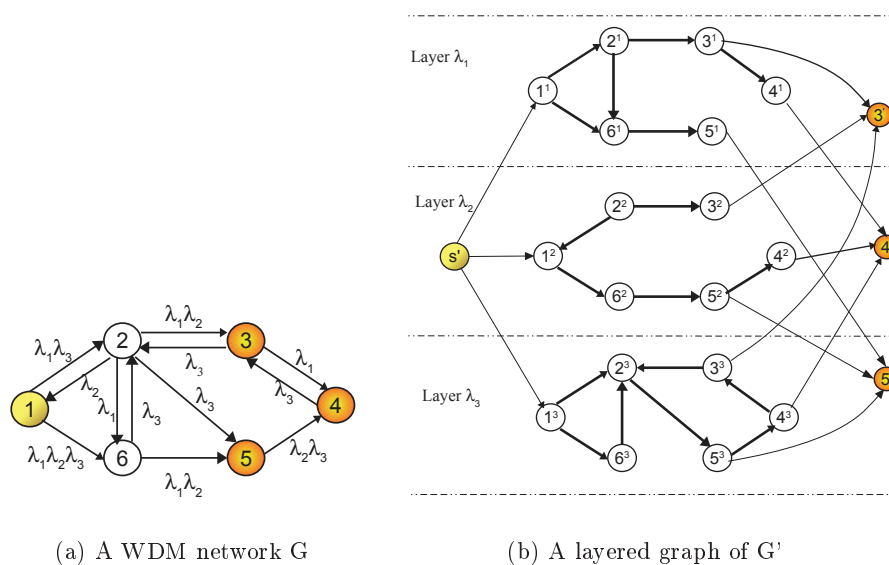 Layer λ₁
2¹
3¹
1¹
4¹
6¹
5¹
3'
Layer λ₂
2²
3²
s'
1²
4²
6²
5²
4
Layer λ₃
2³
3³
1³
4³
6³
5³
5
λ₁λ₂
2
3
λ₁λ₃
λ₃
λ₁
λ₂
λ₁
λ₃
λ₃
λ₃
1
4
λ₁λ₂λ₃
6
5
λ₂λ₃
λ₁λ₂
(a) A WDM network G
(b) A layered graph of G'